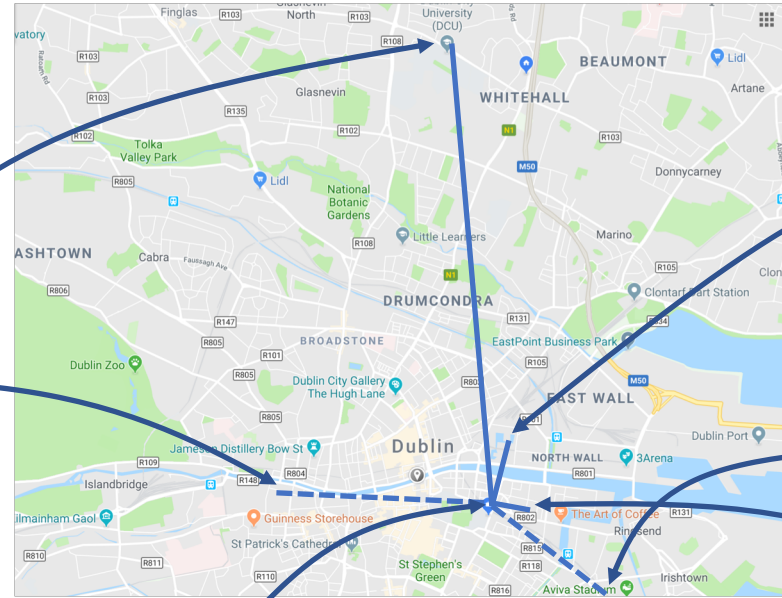 Finglas
R103
North
R103
University
(DCU)
R108
vatory
R103
BEAUMONT
Lidl
Artane
Glasnevin
WHITEHALL
R103
R135
R102
N1
R103
R102
Tolka
Valley Park
M50
Donnycarney
R805
Lidl
National
Botanic
Gardens
Little Learners
Marino
R108
ASHTOWN
Cabra
Faussagh Ave
N1
R105
Clon
R806
DRUMCONDRA
Clontarf Dart Station
R147
R131
R834
BROADSTONE
EastPoint Business Park
R805
R101
R105
Dublin Zoo
R805
Dublin City Gallery
The Hugh Lane
M50
EAST WALL
R805
Dublin
Dublin Port
Jameson Distillery Bow St
NORTH WALL
3Arena
R109
R804
R801
Islandbridge
R148
ilmainham Gaol
Guinness Storehouse
R802
The Art of Coffee
R131
Ringsend
R810
St Patrick's Cathedral
R815
R811
St Stephen's
Green
R118
Irishtown
R110
R816
Aviva Stadium